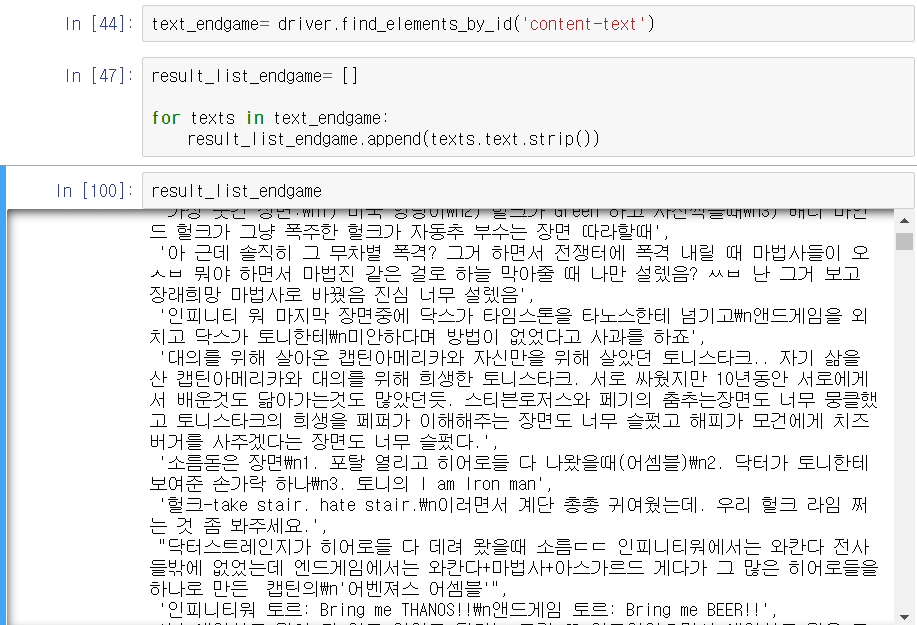 In [44]: text_endgame= driver.find_elements_by_id('content-text')
In [47]: result_list_endgame= []
for texts in text_endgame:
    result_list_endgame.append(texts.text.strip())
In [100]: result_list_endgame
가장 웃긴 장면:₩n1) 미국 엉덩이₩n2) 헐크가 Green 하고 사진찍을때₩n3) 배너
드 헐크가 그냥 폭주한 헐크가 자동추 부수는 장면 따라할때',
'아 근데 솔직히 그 무차별 폭격? 그거 하면서 전쟁터에 폭격 내릴 때 마법사들이 오
ㅅㅂ 뭐야 하면서 마법진 같은 걸로 하늘 막아줄 때 나만 설렜음? ㅆㅂ 난 그거 보고
장래희망 마법사로 바꿨음 진심 너무 설렜음',
'인피니티 워 마지막 장면중에 닥스가 타임스톤을 타노스한테 넘기고₩n앤드게임을 외
치고 닥스가 토니한테₩n미안하다며 방법이 없었다고 사과를 하죠',
'대의를 위해 살아온 캡틴아메리카와 자신만을 위해 살았던 토니스타크.. 자기 삶을
산 캡틴아메리카와 대의를 위해 희생한 토니스타크. 서로 싸웠지만 10년동안 서로에게
서 배운것도 닮아가는것도 많았던듯. 스티븐로저스와 페기의 춤추는장면도 너무 뭉클했
고 토니스타크의 희생을 페퍼가 이해해주는 장면도 너무 슬펐고 해피가 모건에게 치즈
버거를 사주겠다는 장면도 너무 슬펐다.',
'소름돋은 장면₩n1. 포탈 열리고 히어로들 다 나왔을때(어셈블)₩n2. 닥터가 토니한테
보여준 손가락 하나₩n3. 토니의 I am Iron man',
'헐크-take stair. hate stair.₩n이러면서 계단 총총 귀여웠는데. 우리 헐크 라임 쩌
는 것 좀 봐주세요.',
"닥터스트레인지가 히어로들 다 데려 왔을때 소름ㄷㄷ 인피니티워에서는 와칸다 전사
들밖에 없었는데 엔드게임에서는 와칸다+마법사+아스가르드 게다가 그 많은 히어로들을
하나로 만든  캡틴의₩n'어벤져스 어셈블'",
'인피니티워 토르: Bring me THANOS!!₩n앤드게임 토르: Bring me BEER!!',